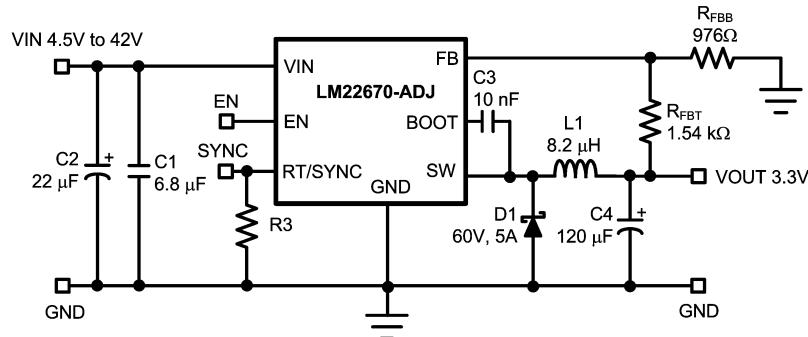 VIN 4.5V to 42V
VIN
FB
RFBB
976Ω
LM22670-ADJ
C3
10 nF
EN
EN
BOOT
RFBT
1.54 kΩ
L1
8.2 μH
SYNC
RT/SYNC
SW
GND
VOUT 3.3V
C2
22 μF
+
C1
6.8 μF
R3
D1
60V, 5A
C4
120 μF
+
GND
GND